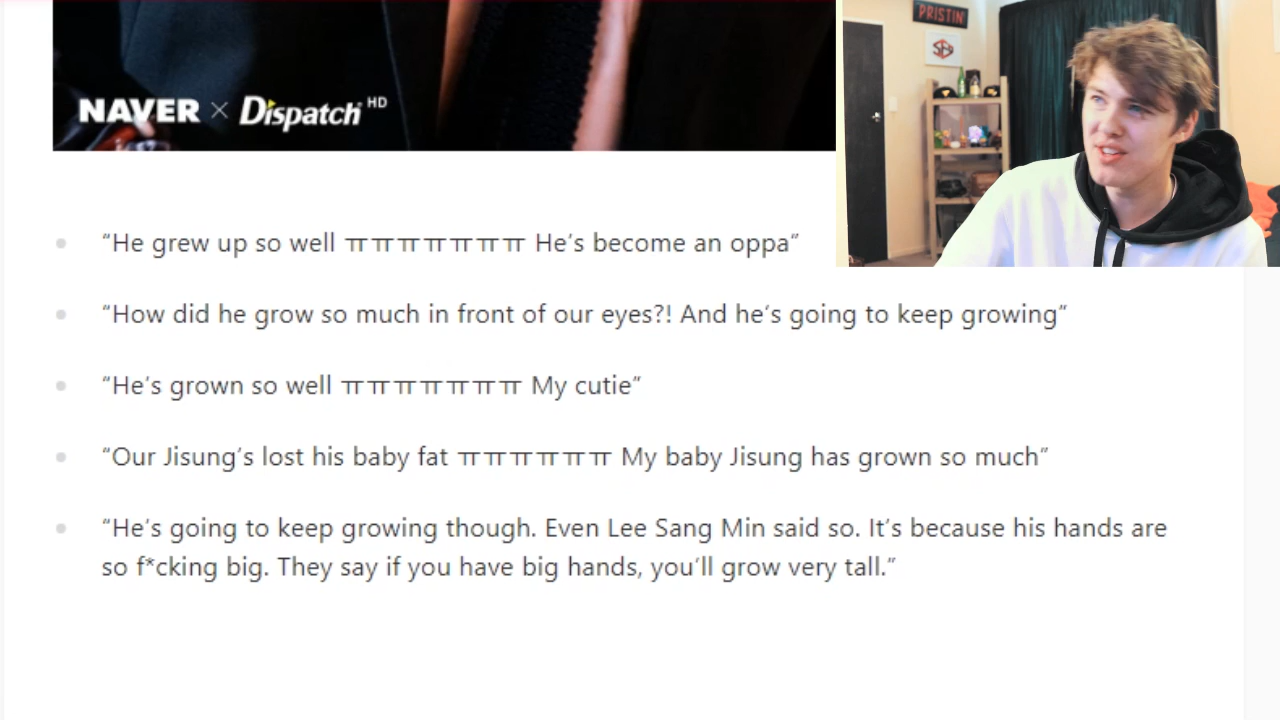 PRISTIN
NAVER × Dispatch HD
“He grew up so well ㅠㅠㅠㅠㅠㅠㅠ He’s become an oppa”
“How did he grow so much in front of our eyes?! And he’s going to keep growing”
“He’s grown so well ㅠㅠㅠㅠㅠㅠㅠ My cutie”
“Our Jisung’s lost his baby fat ㅠㅠㅠㅠㅠㅠ My baby Jisung has grown so much”
“He’s going to keep growing though. Even Lee Sang Min said so. It’s because his hands are
so f*cking big. They say if you have big hands, you’ll grow very tall.”